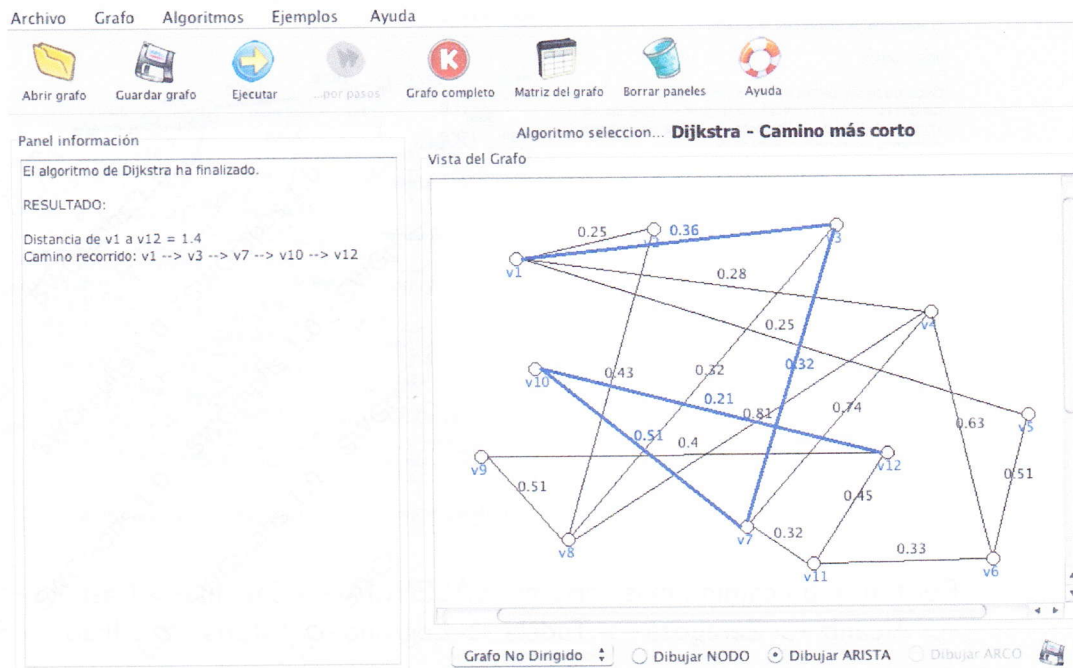 Archivo Grafo Algoritmos Ejemplos Ayuda
Abrir grafo Guardar grafo Ejecutar ...por pasos Grafo completo Matriz del grafo Borrar paneles Ayuda
Panel información
Algoritmo seleccion... Dijkstra - Camino más corto
Vista del Grafo
El algoritmo de Dijkstra ha finalizado.
RESULTADO:
Distancia de v1 a v12 = 1.4
Camino recorrido: v1 --> v3 --> v7 --> v10 --> v12
0.25
0.36
v3
v1
0.28
v4
0.25
0.32
0.32
v10
0.43
0.21
0.81
0.74
0.63
v5
0.51
0.4
v9
v12
0.51
0.51
0.45
v8
v7
0.32
0.33
v11
v6
Grafo No Dirigido Dibujar NODO Dibujar ARISTA Dibujar ARCO